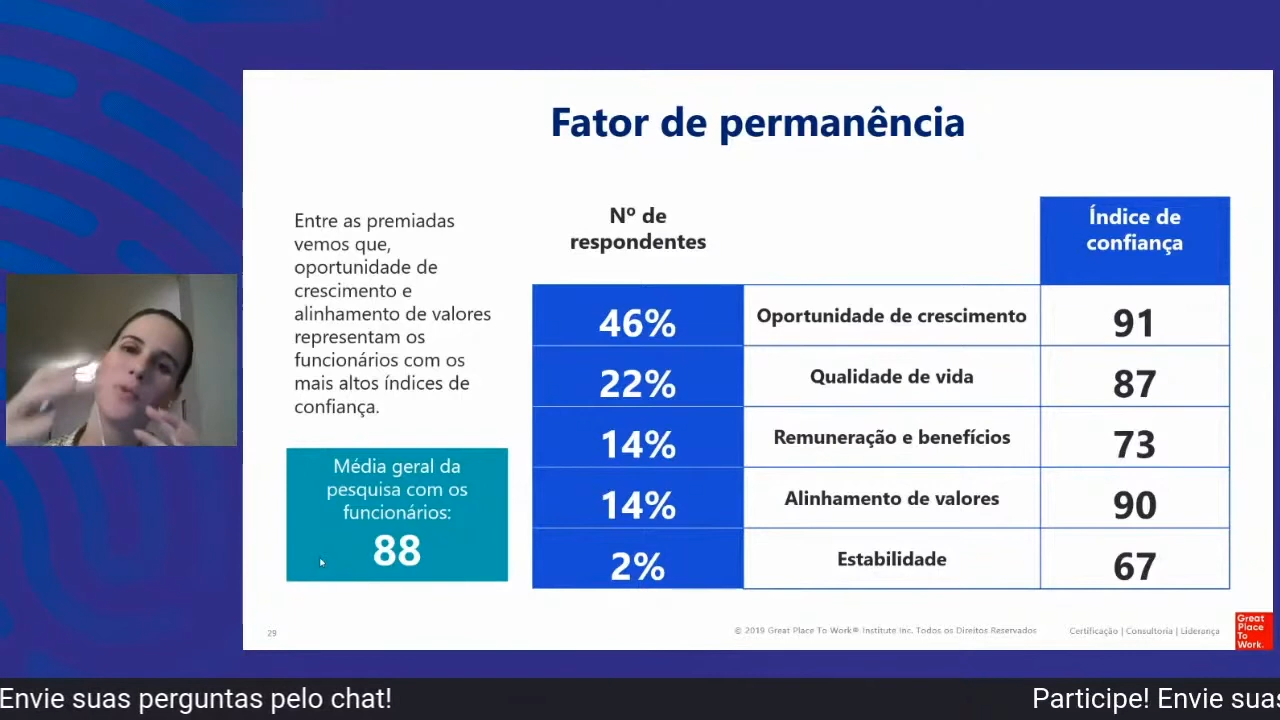 Fator de permanência
Entre as premiadas
vemos que,
oportunidade de
crescimento e
alinhamento de valores
representam os
funcionários com os
mais altos índices de
confiança.
Média geral da
pesquisa com os
funcionários:
88
Nº de
respondentes
Índice de
confiança
46% Oportunidade de crescimento 91
22% Qualidade de vida 87
14% Remuneração e benefícios 73
14% Alinhamento de valores 90
2% Estabilidade 67
29
© 2019 Great Place To Work® Institute Inc. Todos os Direitos Reservados
Certificação | Consultoria | Liderança
Great
Place
To
Work.
Envie suas perguntas pelo chat!
Participe! Envie suas